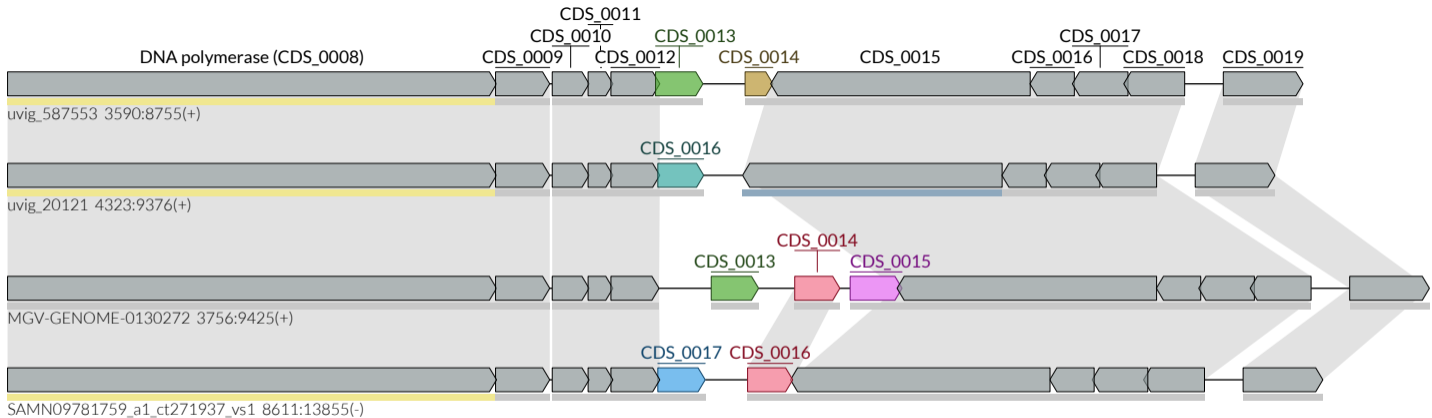 CDS_0011
CDS_0010 CDS_0013 CDS_0017
DNA polymerase (CDS_0008) CDS_0009 CDS_0012 CDS_0014 CDS_0015 CDS_0016 CDS_0018 CDS_0019
uvig_587553 3590:8755(+)
CDS_0016
uvig_20121 4323:9376(+)
CDS_0014
CDS_0013 CDS_0015
MGV-GENOME-0130272 3756:9425(+)
CDS_0017 CDS_0016
SAMN09781759_a1_ct271937_vs1 8611:13855(-)